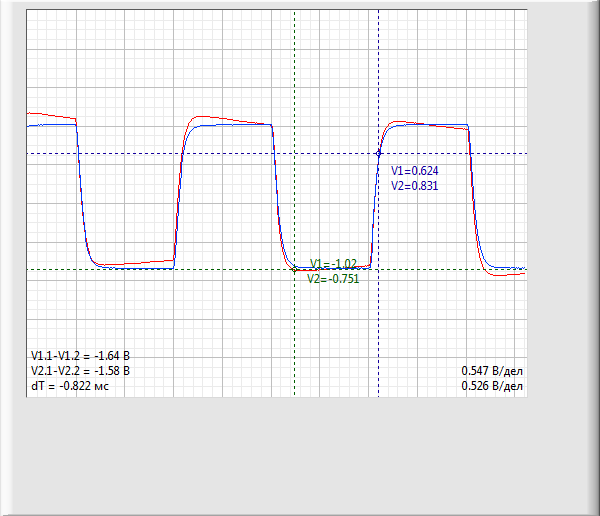 V1=0.624
V2=0.831
V1=-1.02
V2=-0.751
V1.1-V1.2 = -1.64 В
V2.1-V2.2 = -1.58 В
dT = -0.822 мс
0.547 В/дел
0.526 В/дел